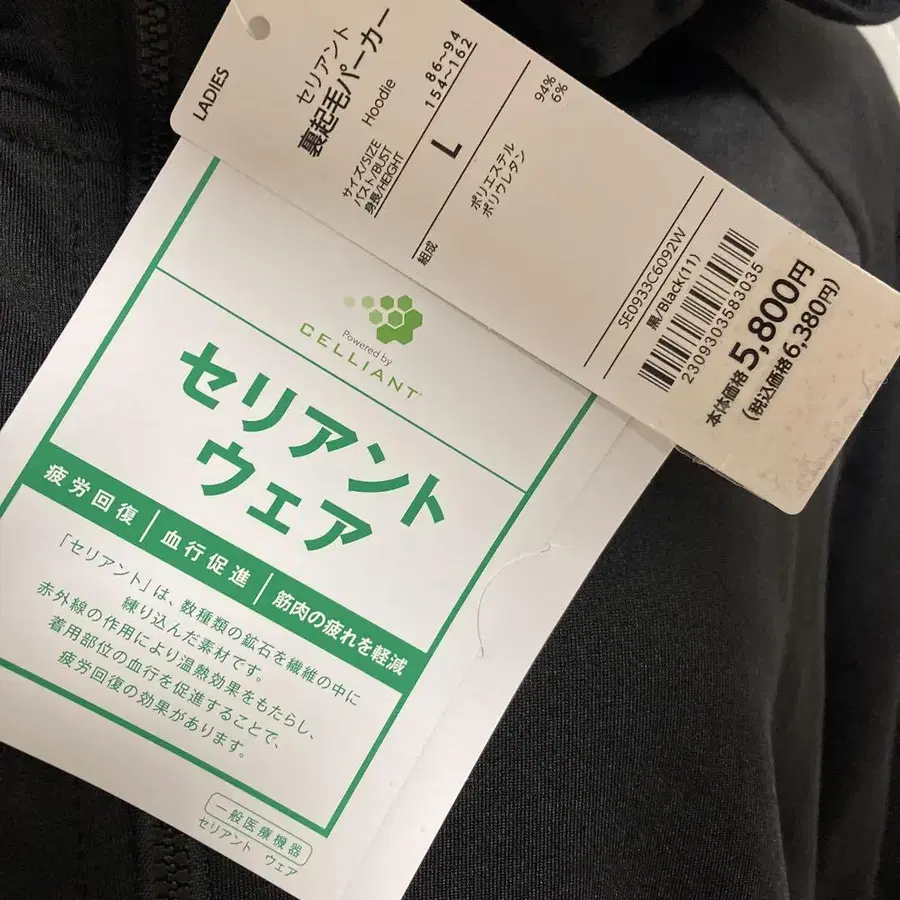 LADIES
セリアント
裏起毛パーカー
Hoodie
サイズ/SIZE
バスト/BUST
身長/HEIGHT
L
86~94
154~162
組成
ポリエステル 94%
ポリウレタン 6%
SE0933C6092W
黒/Black(11)
2309303583035
本体価格5,800円
(税込価格6,380円)
Powered by
CELLIANT
セリアント
ウェア
疲労回復|血行促進|筋肉の疲れを軽減
「セリアント」は、数種類の鉱石を繊維の中に
練り込んだ素材です。
赤外線の作用により温熱効果をもたらし、
着用部位の血行を促進することで、
疲労回復の効果があります。
一般医療機器
セリアント ウェア